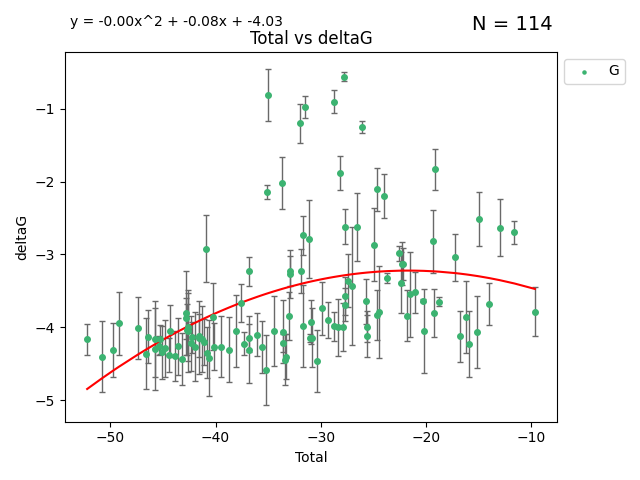 y = -0.00x^2 + -0.08x + -4.03
N = 114
Total vs deltaG
G
−1
−2
−3
−4
−5
deltaG
−50
−40
−30
−20
−10
Total